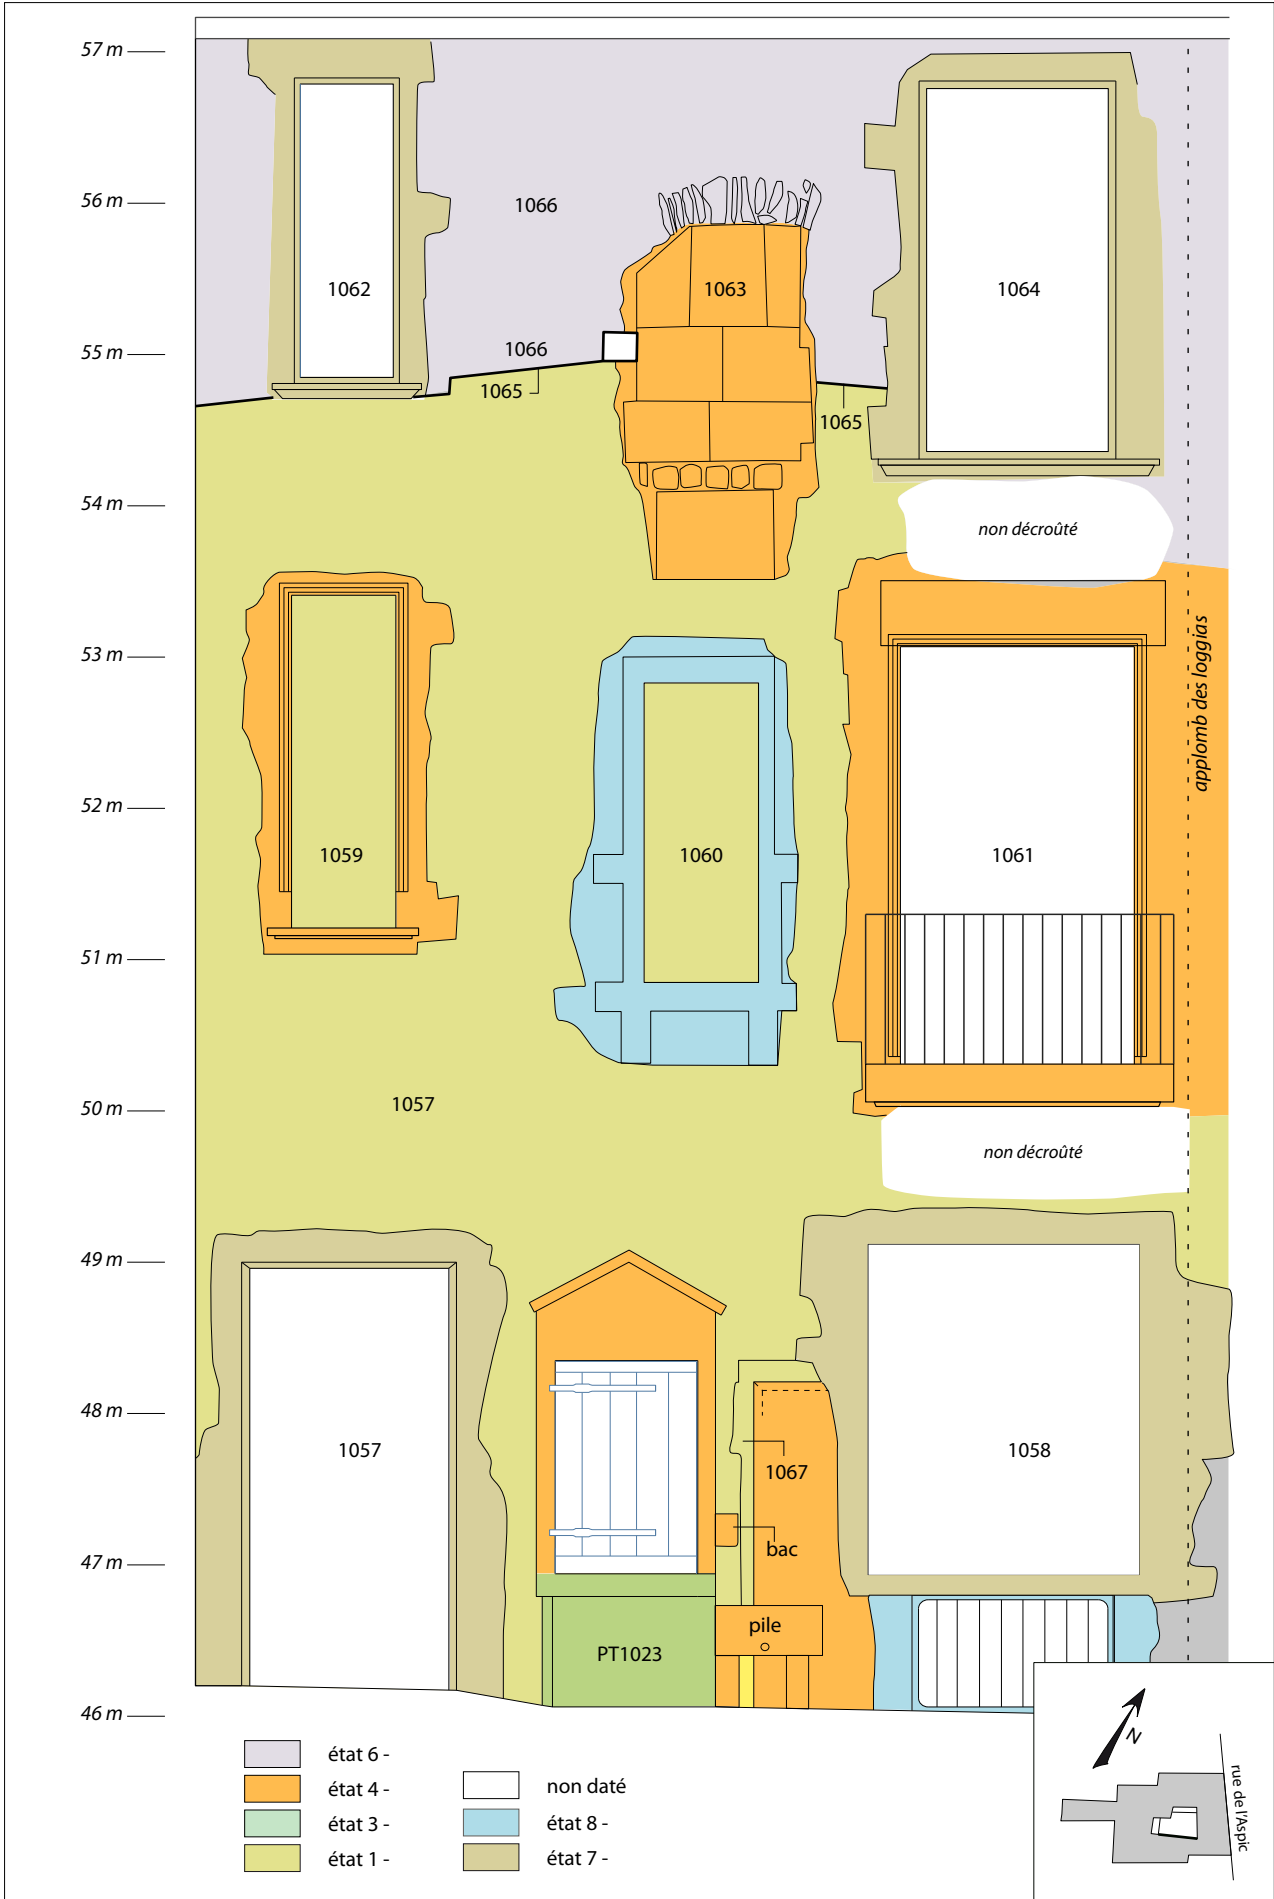 57 m
56 m
1066
1062
1063
1064
55 m
1066
1065
1065
54 m
non décroûté
53 m
applomb des loggias
52 m
1059
1060
1061
51 m
50 m
1057
non décroûté
49 m
48 m
1057
1067
1058
47 m
bac
pile
PT1023
46 m
N
rue de l'Aspic
état 6 -
état 4 -
état 3 -
état 1 -
non daté
état 8 -
état 7 -